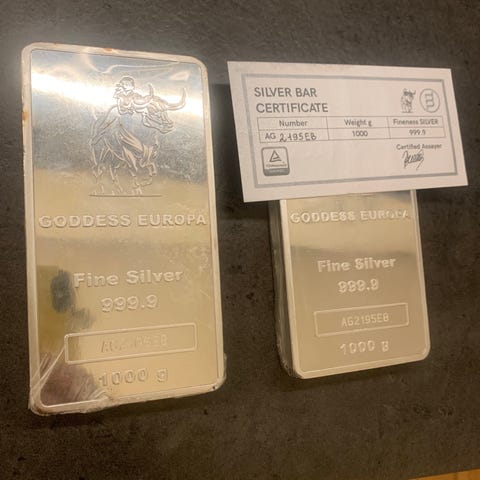 GODDESS EUROPA
Fine Silver
999.9
1000 g
SILVER BAR
CERTIFICATE
Number Weight g Fineness SILVER
AG 2195EB 1000 999.9
Certified Assayer
GODDESS EUROPA
Fine Silver
999.9
AG2195EB
1000 g